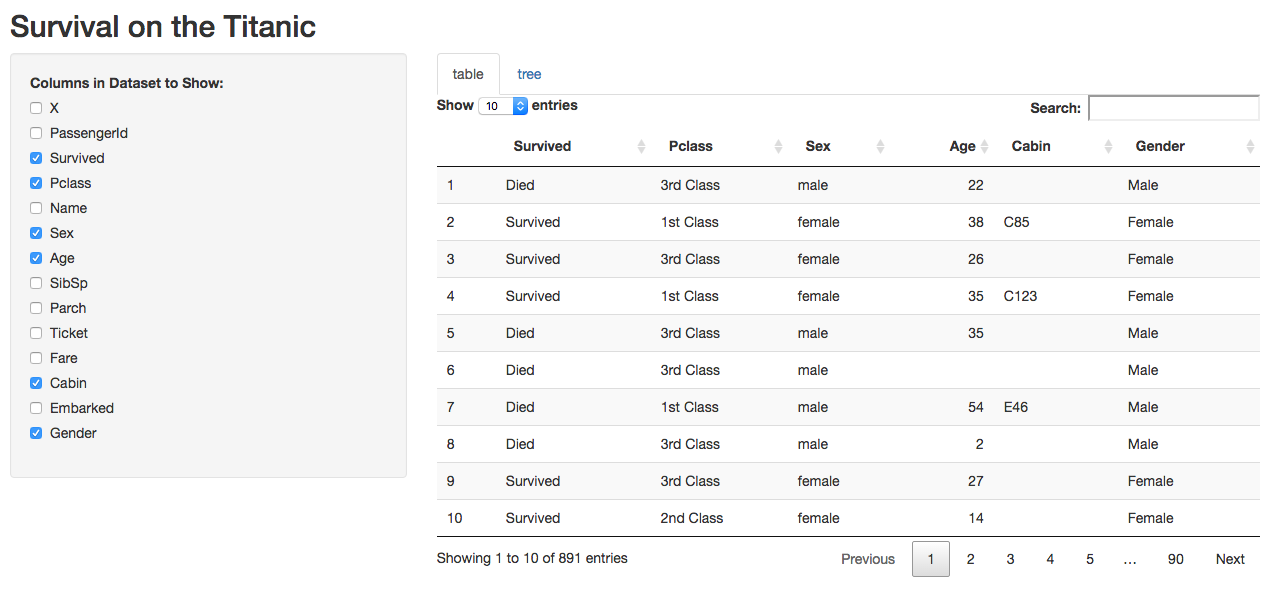 Survival on the Titanic
Columns in Dataset to Show:
X
PassengerId
Survived
Pclass
Name
Sex
Age
SibSp
Parch
Ticket
Fare
Cabin
Embarked
Gender
table tree
Show 10 entries Search:
Survived Pclass Sex Age Cabin Gender
1 Died 3rd Class male 22 Male
2 Survived 1st Class female 38 C85 Female
3 Survived 3rd Class female 26 Female
4 Survived 1st Class female 35 C123 Female
5 Died 3rd Class male 35 Male
6 Died 3rd Class male Male
7 Died 1st Class male 54 E46 Male
8 Died 3rd Class male 2 Male
9 Survived 3rd Class female 27 Female
10 Survived 2nd Class female 14 Female
Showing 1 to 10 of 891 entries Previous 1 2 3 4 5 … 90 Next